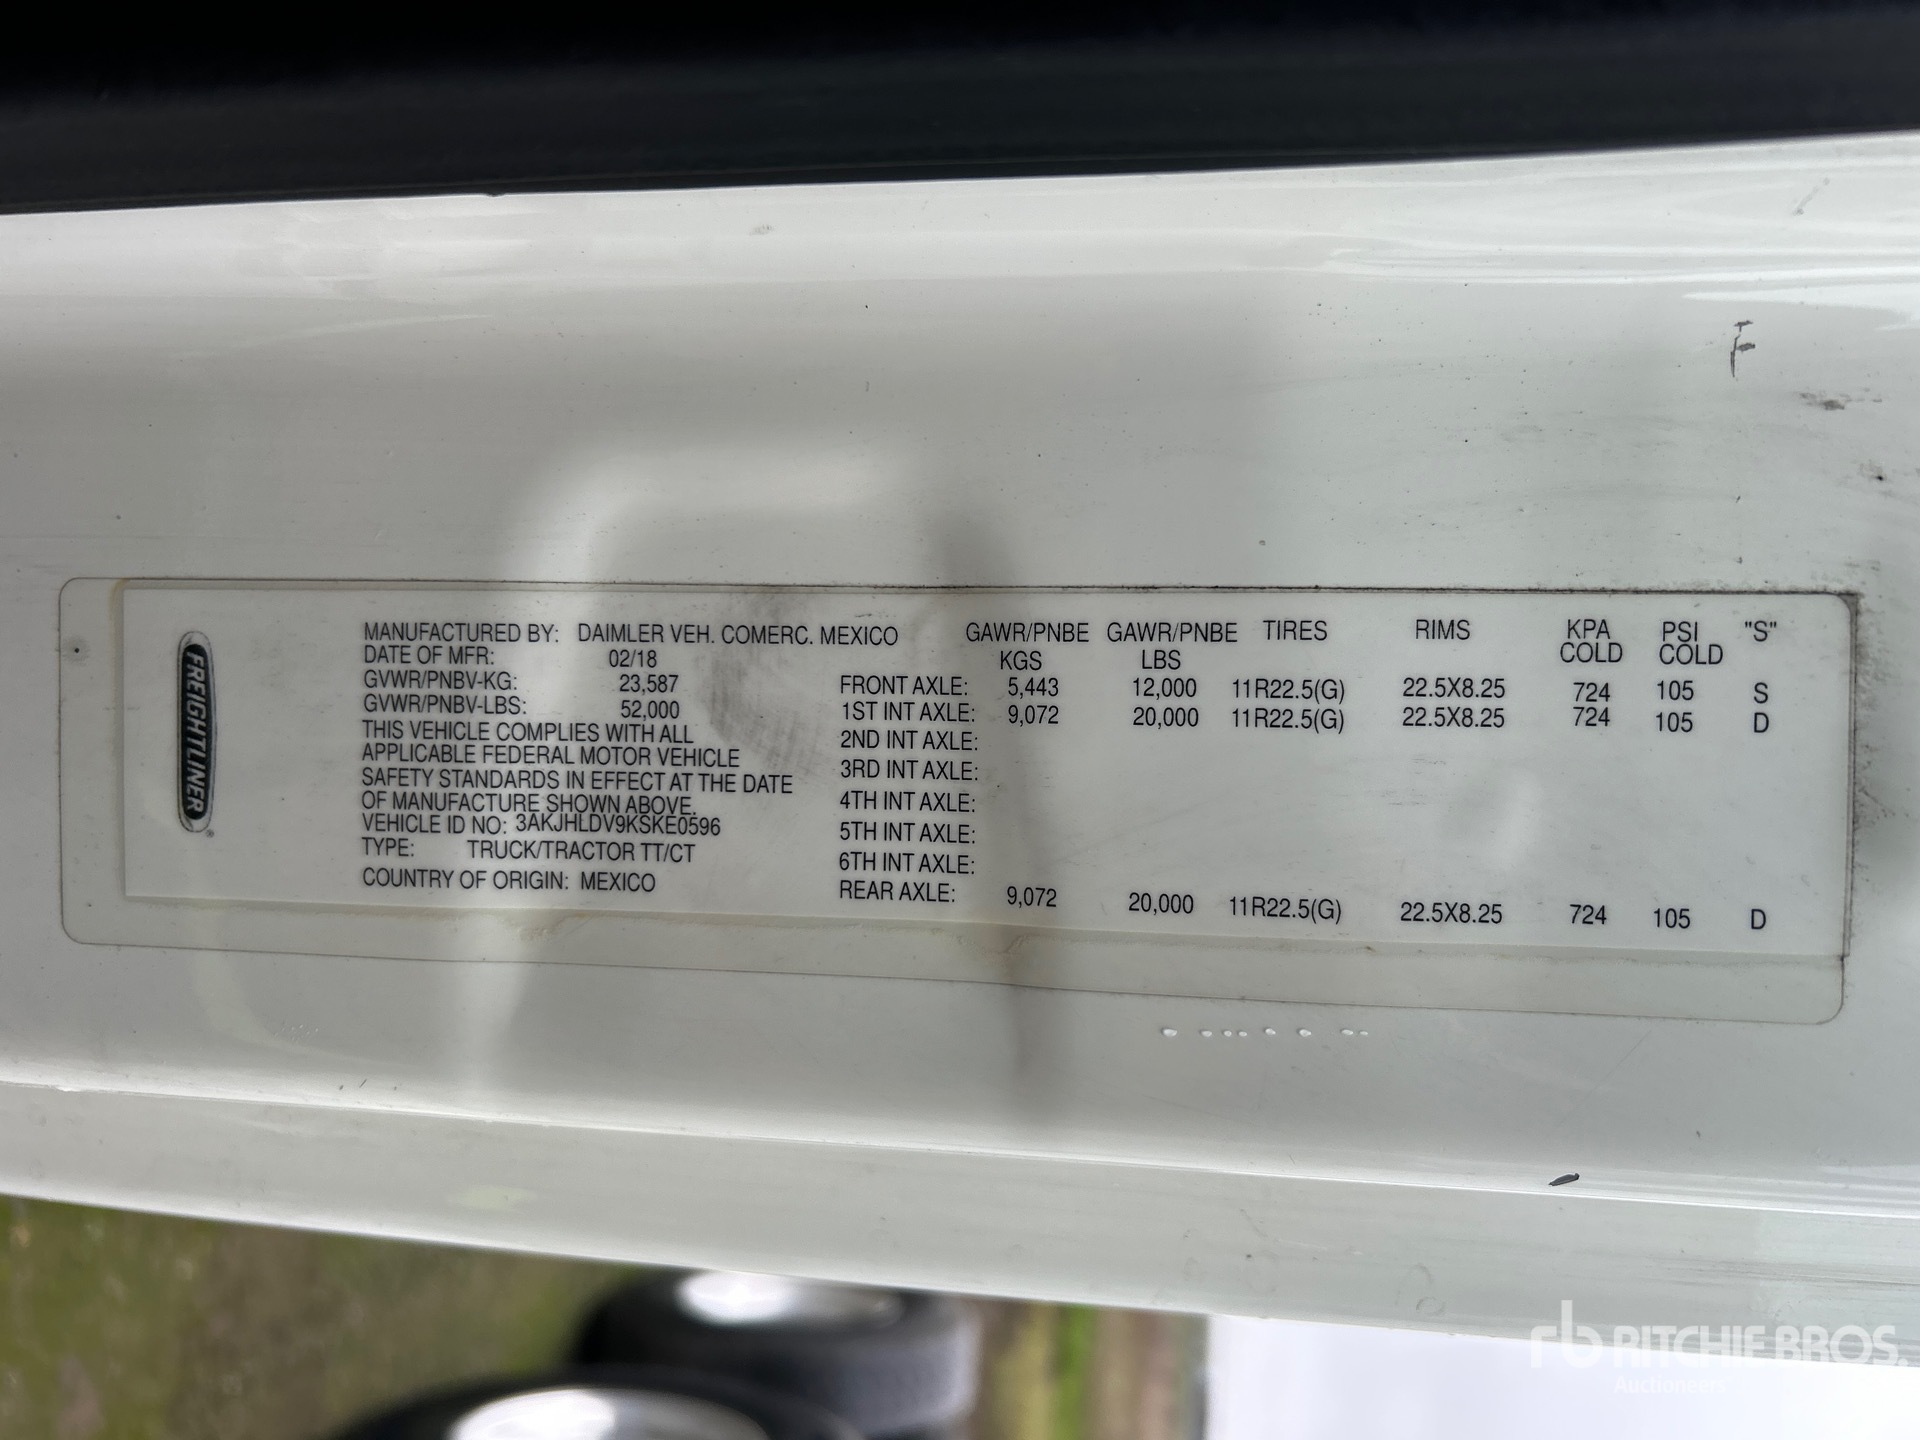 F
FREIGHTLINER®
MANUFACTURED BY: DAIMLER VEH. COMERC. MEXICO
DATE OF MFR: 02/18
GVWR/PNBV-KG: 23,587
GVWR/PNBV-LBS: 52,000
THIS VEHICLE COMPLIES WITH ALL
APPLICABLE FEDERAL MOTOR VEHICLE
SAFETY STANDARDS IN EFFECT AT THE DATE
OF MANUFACTURE SHOWN ABOVE.
VEHICLE ID NO: 3AKJHLDV9KSKE0596
TYPE: TRUCK/TRACTOR TT/CT
COUNTRY OF ORIGIN: MEXICO
GAWR/PNBE KGS GAWR/PNBE LBS TIRES RIMS KPA COLD PSI COLD "S"
FRONT AXLE: 5,443 12,000 11R22.5(G) 22.5X8.25 724 105 S
1ST INT AXLE: 9,072 20,000 11R22.5(G) 22.5X8.25 724 105 D
2ND INT AXLE:
3RD INT AXLE:
4TH INT AXLE:
5TH INT AXLE:
6TH INT AXLE:
REAR AXLE: 9,072 20,000 11R22.5(G) 22.5X8.25 724 105 D
rb RITCHIE BROS.
Auctioneers